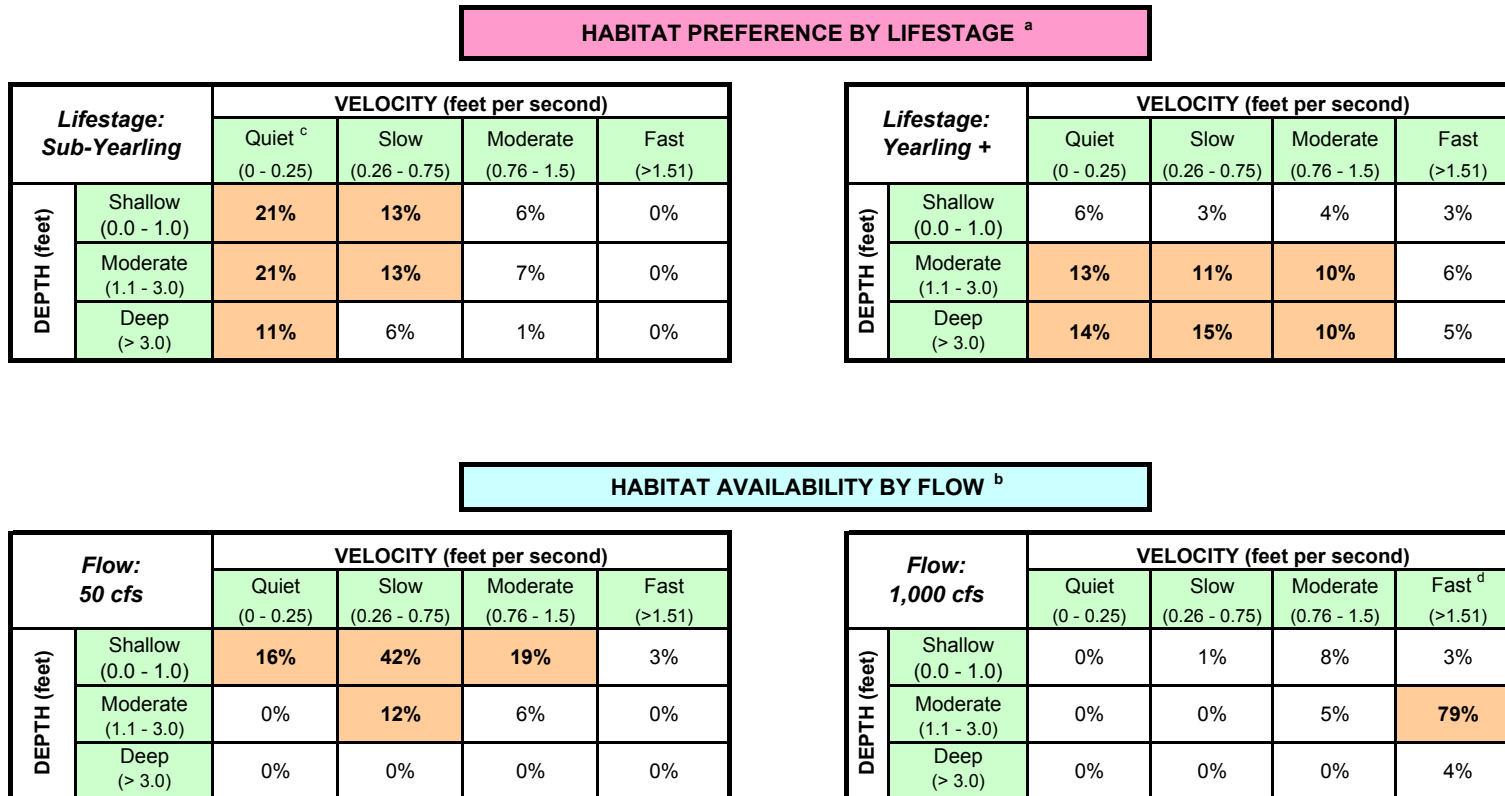 HABITAT PREFERENCE BY LIFESTAGE a
Lifestage: Sub-Yearling
VELOCITY (feet per second)
Quiet c Slow Moderate Fast
(0 - 0.25) (0.26 - 0.75) (0.76 - 1.5) (>1.51)
DEPTH (feet)
Shallow (0.0 - 1.0) 21% 13% 6% 0%
Moderate (1.1 - 3.0) 21% 13% 7% 0%
Deep (> 3.0) 11% 6% 1% 0%
Lifestage: Yearling +
VELOCITY (feet per second)
Quiet Slow Moderate Fast
(0 - 0.25) (0.26 - 0.75) (0.76 - 1.5) (>1.51)
DEPTH (feet)
Shallow (0.0 - 1.0) 6% 3% 4% 3%
Moderate (1.1 - 3.0) 13% 11% 10% 6%
Deep (> 3.0) 14% 15% 10% 5%
HABITAT AVAILABILITY BY FLOW b
Flow: 50 cfs
VELOCITY (feet per second)
Quiet Slow Moderate Fast
(0 - 0.25) (0.26 - 0.75) (0.76 - 1.5) (>1.51)
DEPTH (feet)
Shallow (0.0 - 1.0) 16% 42% 19% 3%
Moderate (1.1 - 3.0) 0% 12% 6% 0%
Deep (> 3.0) 0% 0% 0% 0%
Flow: 1,000 cfs
VELOCITY (feet per second)
Quiet Slow Moderate Fast d
(0 - 0.25) (0.26 - 0.75) (0.76 - 1.5) (>1.51)
DEPTH (feet)
Shallow (0.0 - 1.0) 0% 1% 8% 3%
Moderate (1.1 - 3.0) 0% 0% 5% 79%
Deep (> 3.0) 0% 0% 0% 4%